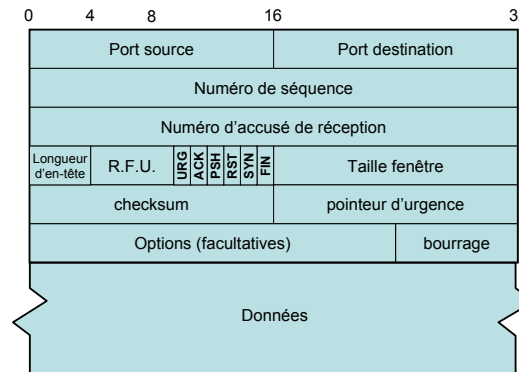 0 4 8 16 3
Port source Port destination
Numéro de séquence
Numéro d'accusé de réception
Longueur
d'en-tête
R.F.U. URG ACK PSH RST SYN FIN Taille fenêtre
checksum pointeur d'urgence
Options (facultatives) bourrage
Données